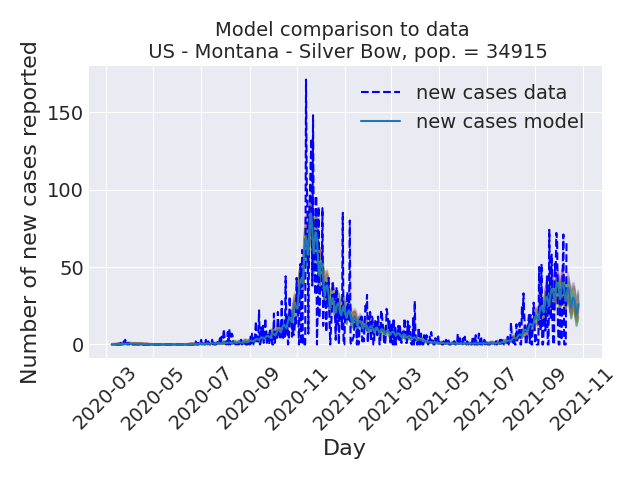 Model comparison to data
US - Montana - Silver Bow, pop. = 34915
new cases data
new cases model
Number of new cases reported
150
100
50
0
2020-03
2020-05
2020-07
2020-09
2020-11
2021-01
2021-03
2021-05
2021-07
2021-09
2021-11
Day